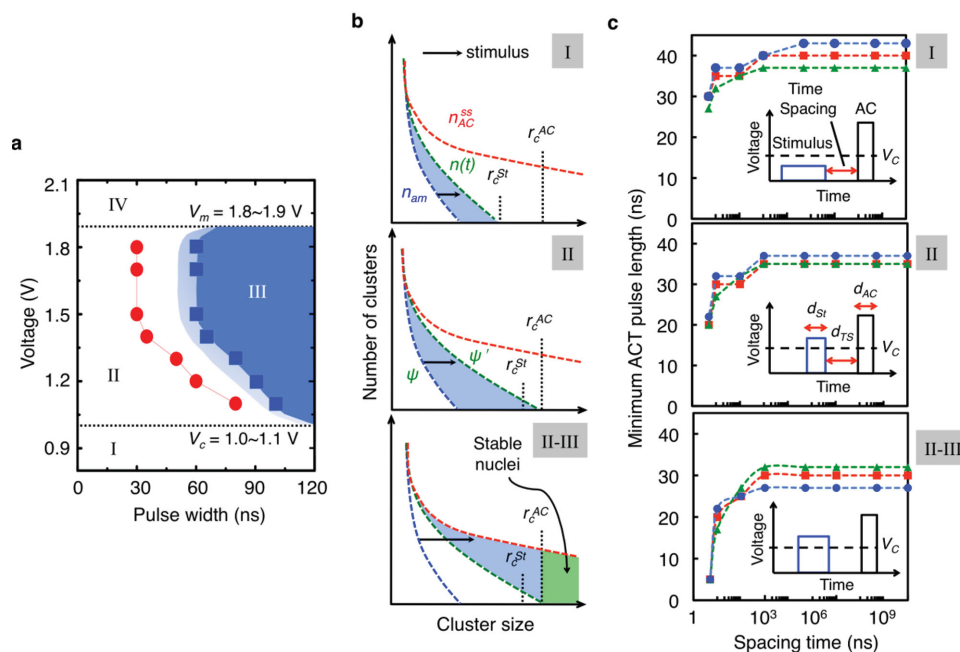 a
2.1
1.8
1.5
1.2
0.9
Voltage (V)
IV
V_m = 1.8~1.9 V
III
II
V_c = 1.0~1.1 V
I
0 30 60 90 120
Pulse width (ns)
b
stimulus
I
n_AC^ss
r_c^AC
n(t)
r_c^St
n_am
II
r_c^AC
ψ ψ′
r_c^St
Number of clusters
II-III
Stable
nuclei
r_c^AC
r_c^St
Cluster size
c
Minimum ACT pulse length (ns)
40
30
20
10
0
I
Time
Spacing
AC
Stimulus
V_C
Voltage
Time
40
30
20
10
0
II
d_St
d_AC
d_TS
V_C
Voltage
Time
40
30
20
10
0
II-III
V_C
Voltage
Time
1 10^3 10^6 10^9
Spacing time (ns)